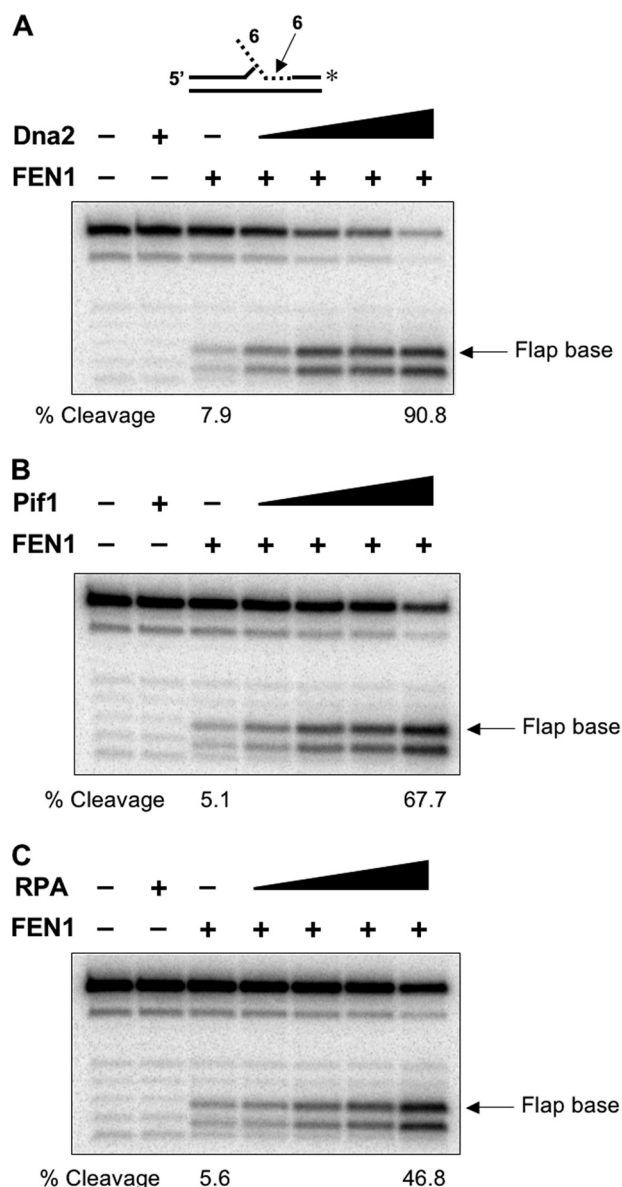 A
6 6
5' *
Dna2 – + –
FEN1 – – + + + + +
Flap base
% Cleavage 7.9 90.8
B
Pif1 – + –
FEN1 – – + + + + +
Flap base
% Cleavage 5.1 67.7
C
RPA – + –
FEN1 – – + + + + +
Flap base
% Cleavage 5.6 46.8